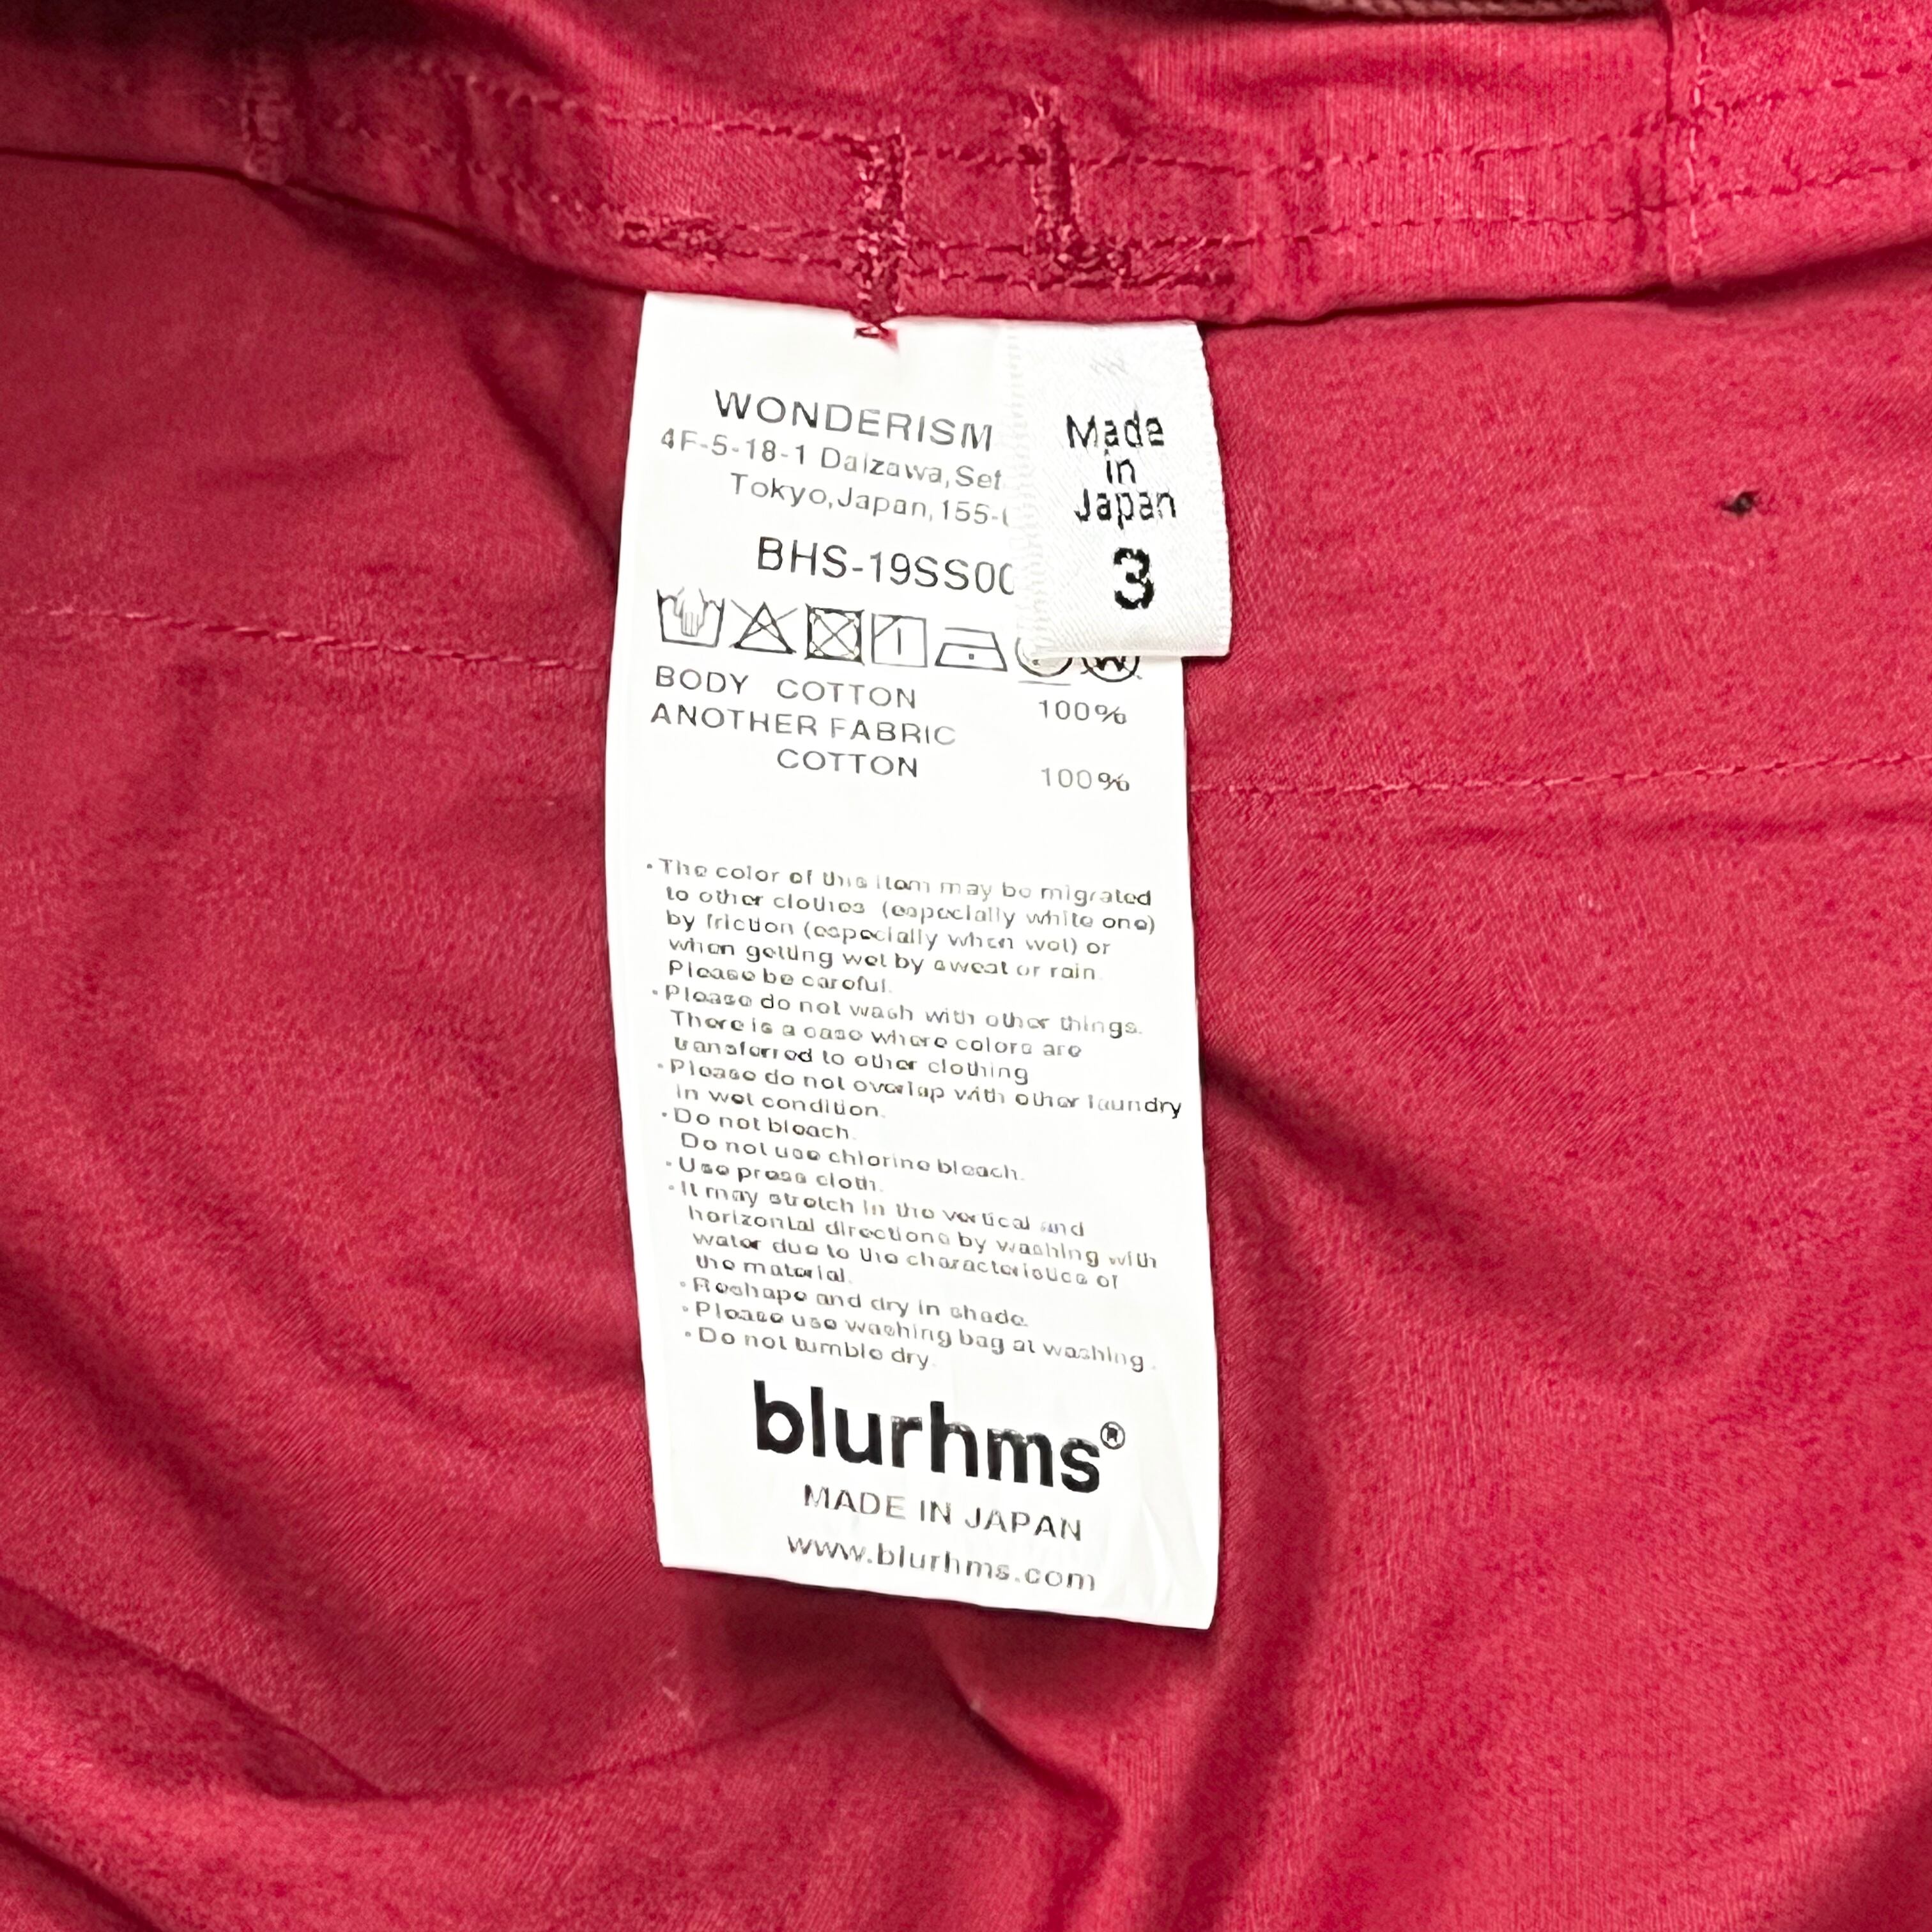 WONDERISM
4F-5-18-1 Daizawa,Set
Tokyo,Japan,155-
BHS-19SS00
Made
in
Japan
3
BODY COTTON 100%
ANOTHER FABRIC
COTTON 100%
・The color of this item may be migrated
to other clothes (especially white one)
by friction (especially when wet) or
when getting wet by sweat or rain.
Please be careful.
・Please do not wash with other things.
There is a case where colors are
transferred to other clothing
・Please do not overlap with other laundry
in wet condition.
・Do not bleach.
Do not use chlorine bleach.
・Use press cloth.
・It may stretch in the vertical and
horizontal directions by washing with
water due to the characteristics of
the material.
・Reshape and dry in shade.
・Please use washing bag at washing.
・Do not tumble dry.
blurhms®
MADE IN JAPAN
www.blurhms.com